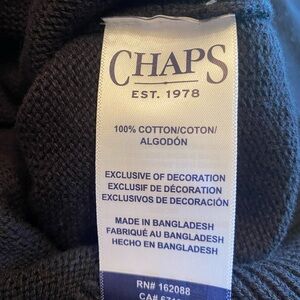 CHAPS
EST. 1978
100% COTTON/COTON/
ALGODÓN
EXCLUSIVE OF DECORATION
EXCLUSIF DE DÉCORATION
EXCLUSIVOS DE DECORACIÓN
MADE IN BANGLADESH
FABRIQUÉ AU BANGLADESH
HECHO EN BANGLADESH
RN# 162088
CA#